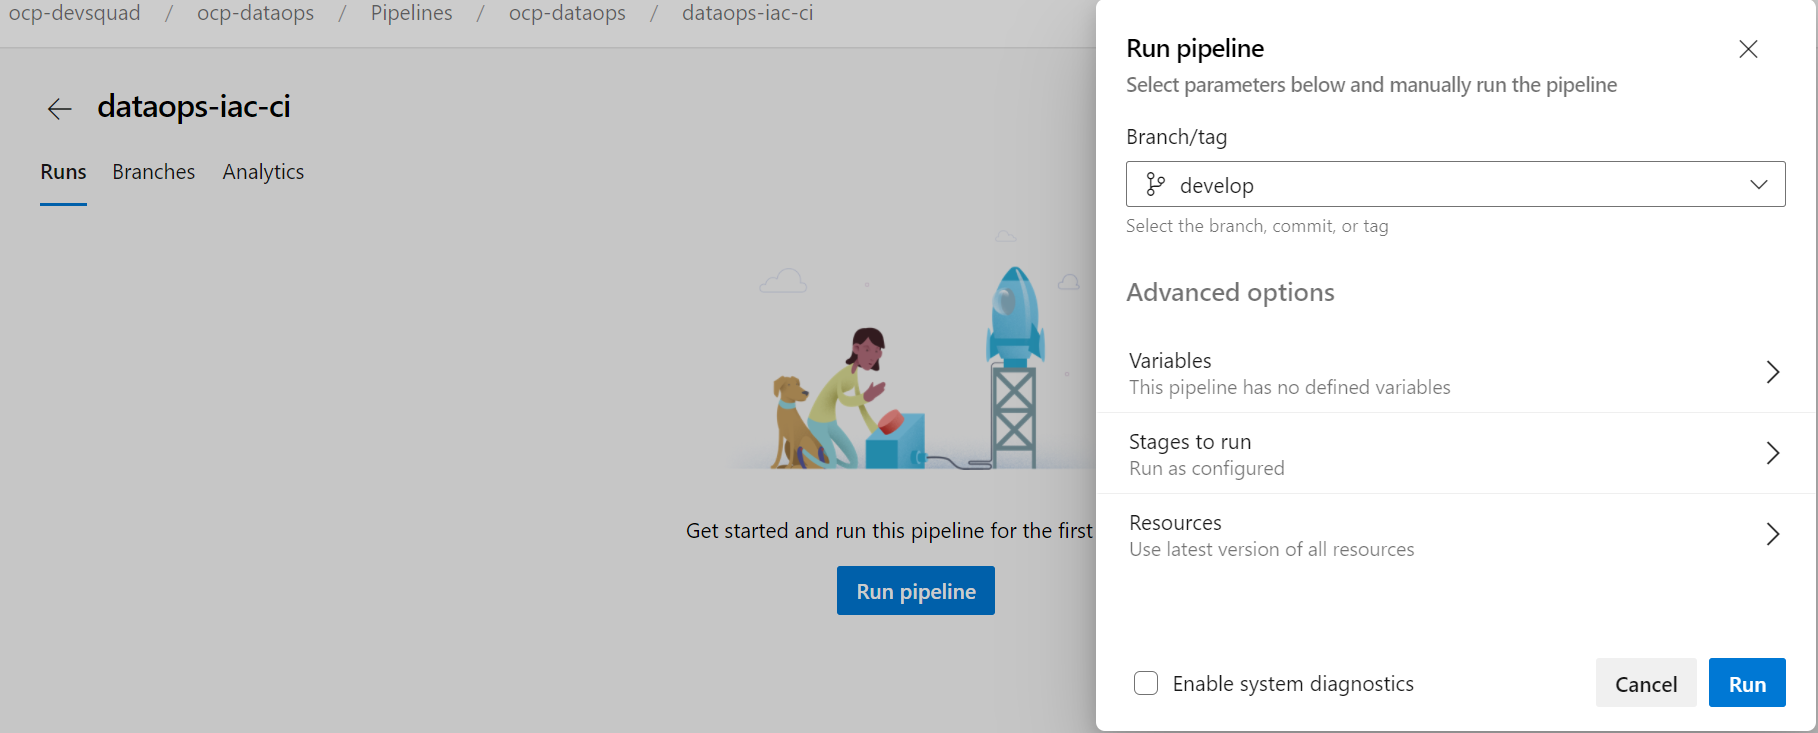 ocp-devsquad / ocp-dataops / Pipelines / ocp-dataops / dataops-iac-ci
dataops-iac-ci
Runs Branches Analytics
Get started and run this pipeline for the first
Run pipeline
Run pipeline
Select parameters below and manually run the pipeline
Branch/tag
develop
Select the branch, commit, or tag
Advanced options
Variables
This pipeline has no defined variables
Stages to run
Run as configured
Resources
Use latest version of all resources
Enable system diagnostics
Cancel Run